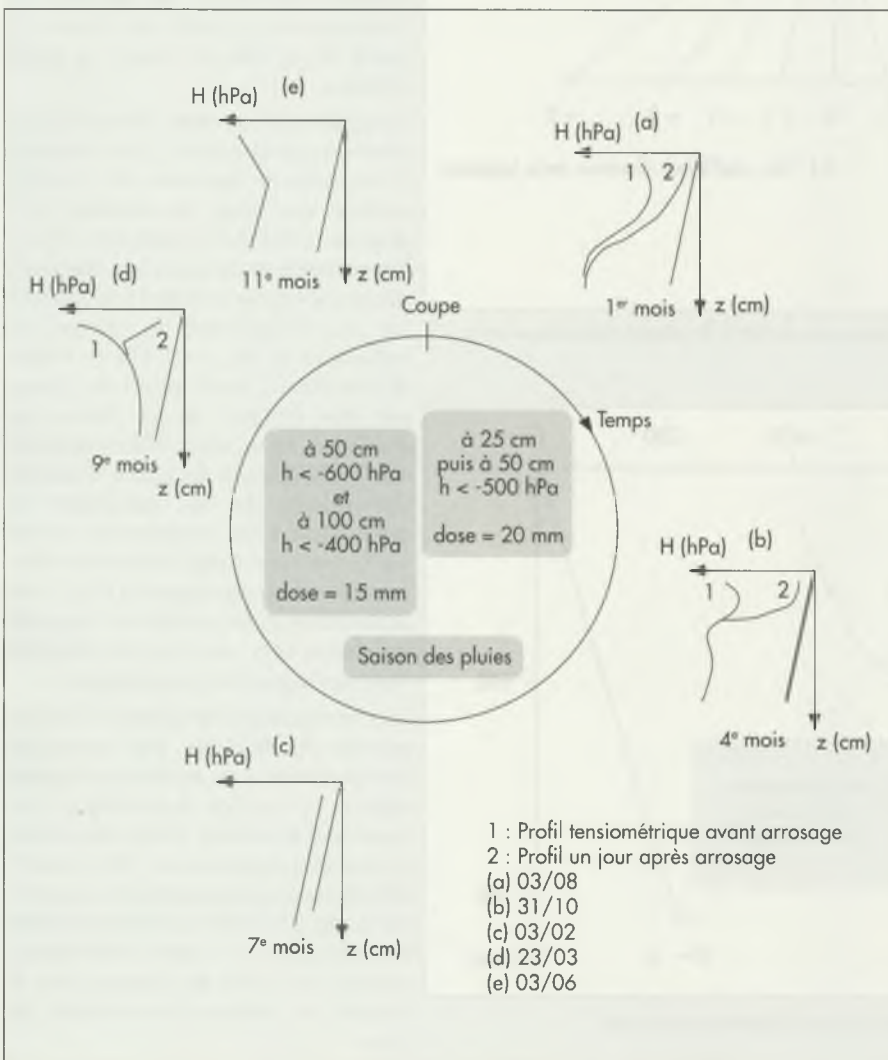 H (hPa) (e)
z (cm)
11e mois
H (hPa) (a)
1 2
1er mois
z (cm)
H (hPa) (d)
1 2
9e mois
z (cm)
Coupe
Temps
à 50 cm
h < -600 hPa
et
à 100 cm
h < -400 hPa
dose = 15 mm
à 25 cm
puis à 50 cm
h < -500 hPa
dose = 20 mm
Saison des pluies
H (hPa) (b)
1 2
4e mois
z (cm)
H (hPa) (c)
7e mois
z (cm)
1 : Profil tensiométrique avant arrosage
2 : Profil un jour après arrosage
(a) 03/08
(b) 31/10
(c) 03/02
(d) 23/03
(e) 03/06